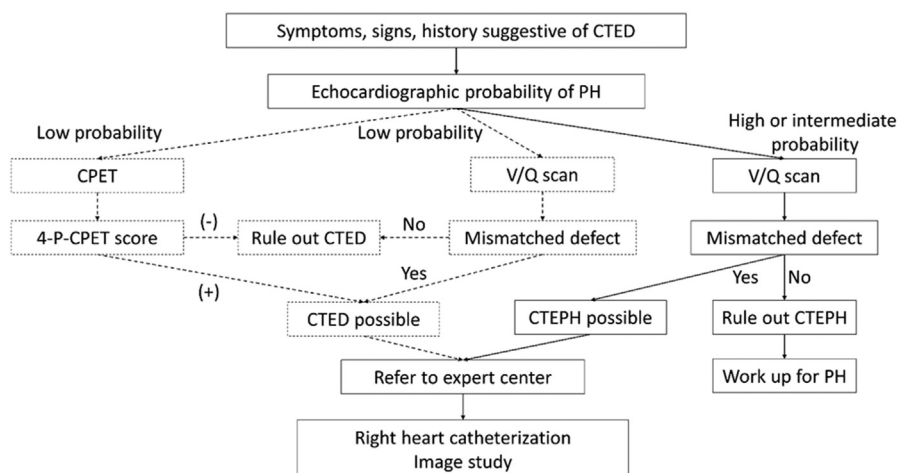 Symptoms, signs, history suggestive of CTED
Echocardiographic probability of PH
Low probability
Low probability
High or intermediate
probability
CPET
V/Q scan
V/Q scan
4-P-CPET score
(-)
Rule out CTED
No
Mismatched defect
Mismatched defect
(+)
Yes
Yes
No
CTED possible
CTEPH possible
Rule out CTEPH
Refer to expert center
Work up for PH
Right heart catheterization
Image study